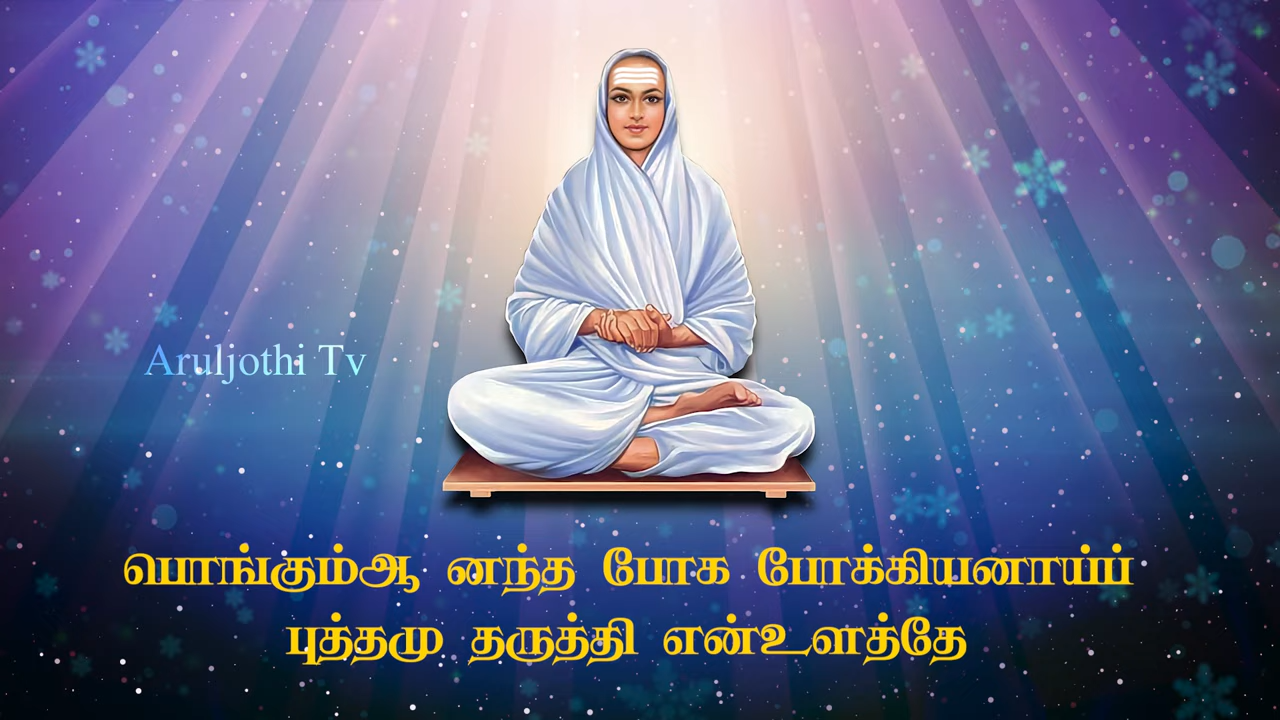 Aruljothi Tv
பொங்கும்ஆ னந்த போக போக்கியனாய்ப்
புத்தமு தருத்தி என்உளத்தே